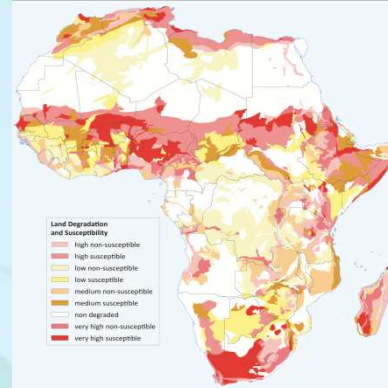 Land Degradation
and Susceptibility
high non-susceptible
high susceptible
low non-susceptible
low susceptible
medium non-susceptible
medium susceptible
non degraded
very high non-susceptible
very high susceptible